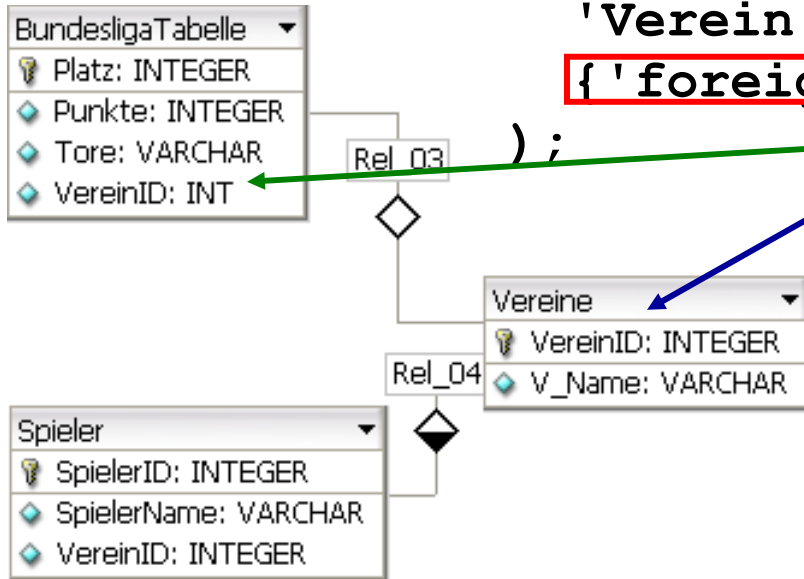 'Verein
{'foreig
);
BundesligaTabelle
Platz: INTEGER
Punkte: INTEGER
Tore: VARCHAR
VereinID: INT
Rel_03
Vereine
VereinID: INTEGER
V_Name: VARCHAR
Rel_04
Spieler
SpielerID: INTEGER
SpielerName: VARCHAR
VereinID: INTEGER